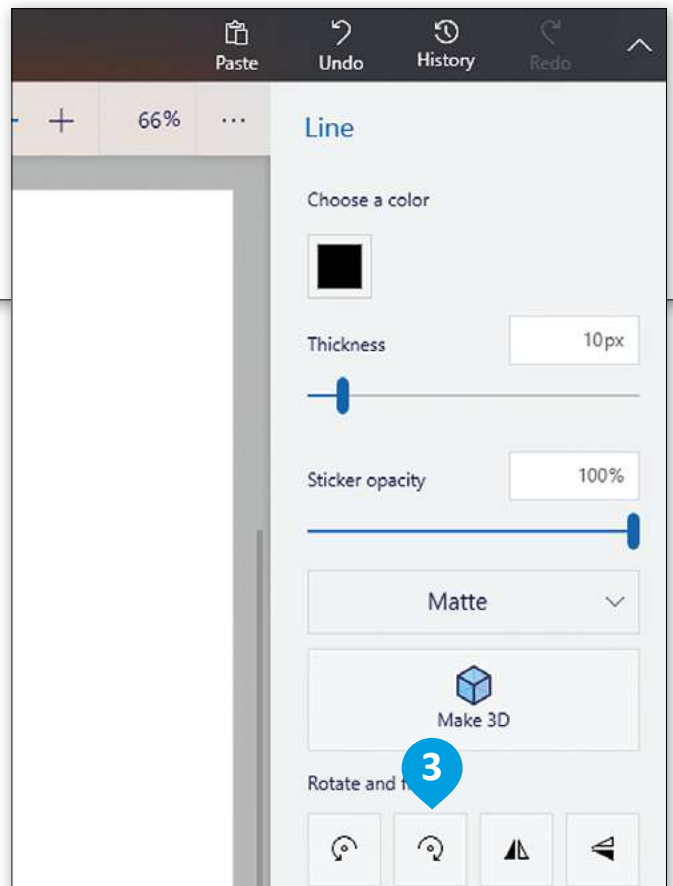 Paste Undo History Redo
66% ...
Line
Choose a color
Thickness 10px
Sticker opacity 100%
Matte
Make 3D
3
Rotate and